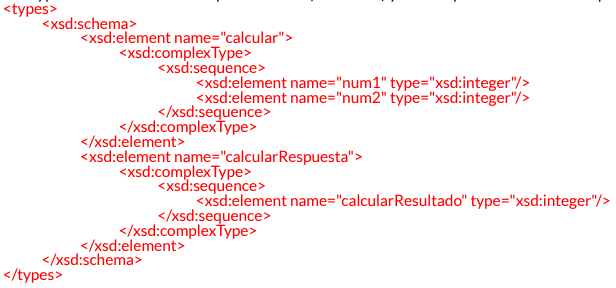 <types>
<xsd:schema>
<xsd:element name="calcular">
<xsd:complexType>
<xsd:sequence>
<xsd:element name="num1" type="xsd:integer"/>
<xsd:element name="num2" type="xsd:integer"/>
</xsd:sequence>
</xsd:complexType>
</xsd:element>
<xsd:element name="calcularRespuesta">
<xsd:complexType>
<xsd:sequence>
<xsd:element name="calcularResultado" type="xsd:integer"/>
</xsd:sequence>
</xsd:complexType>
</xsd:element>
</xsd:schema>
</types>